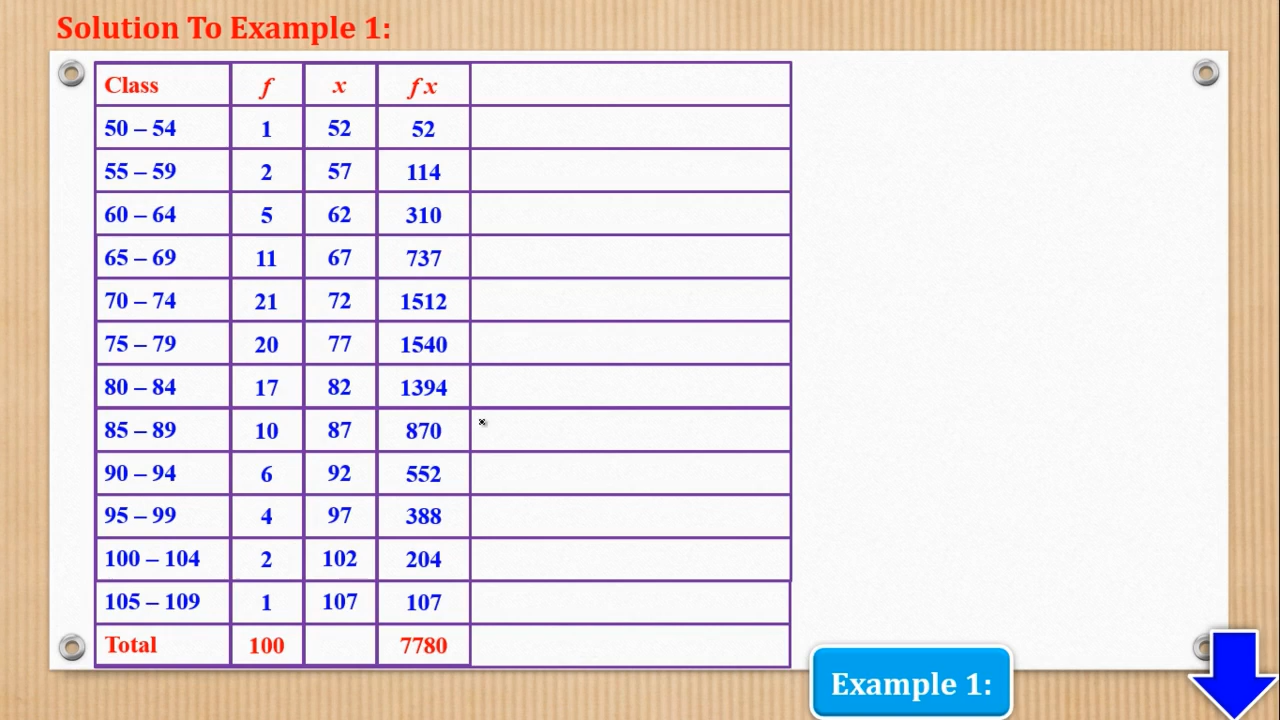 Solution To Example 1:
Class f x fx
50 – 54 1 52 52
55 – 59 2 57 114
60 – 64 5 62 310
65 – 69 11 67 737
70 – 74 21 72 1512
75 – 79 20 77 1540
80 – 84 17 82 1394
85 – 89 10 87 870
90 – 94 6 92 552
95 – 99 4 97 388
100 – 104 2 102 204
105 – 109 1 107 107
Total 100 7780
Example 1: